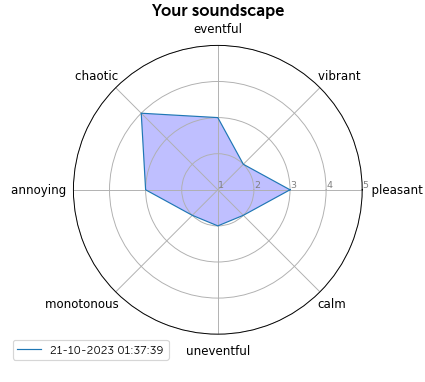 Your soundscape
eventful
chaotic
vibrant
annoying
1 2 3 4 5
pleasant
monotonous
calm
uneventful
21-10-2023 01:37:39